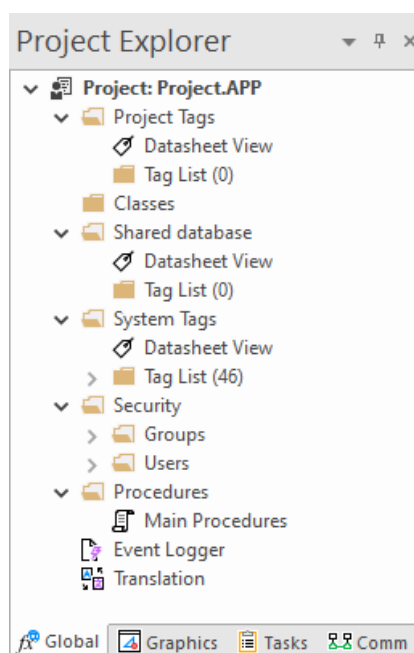 Project Explorer
Project: Project.APP
Project Tags
Datasheet View
Tag List (0)
Classes
Shared database
Datasheet View
Tag List (0)
System Tags
Datasheet View
Tag List (46)
Security
Groups
Users
Procedures
Main Procedures
Event Logger
Translation
Global Graphics Tasks Comm